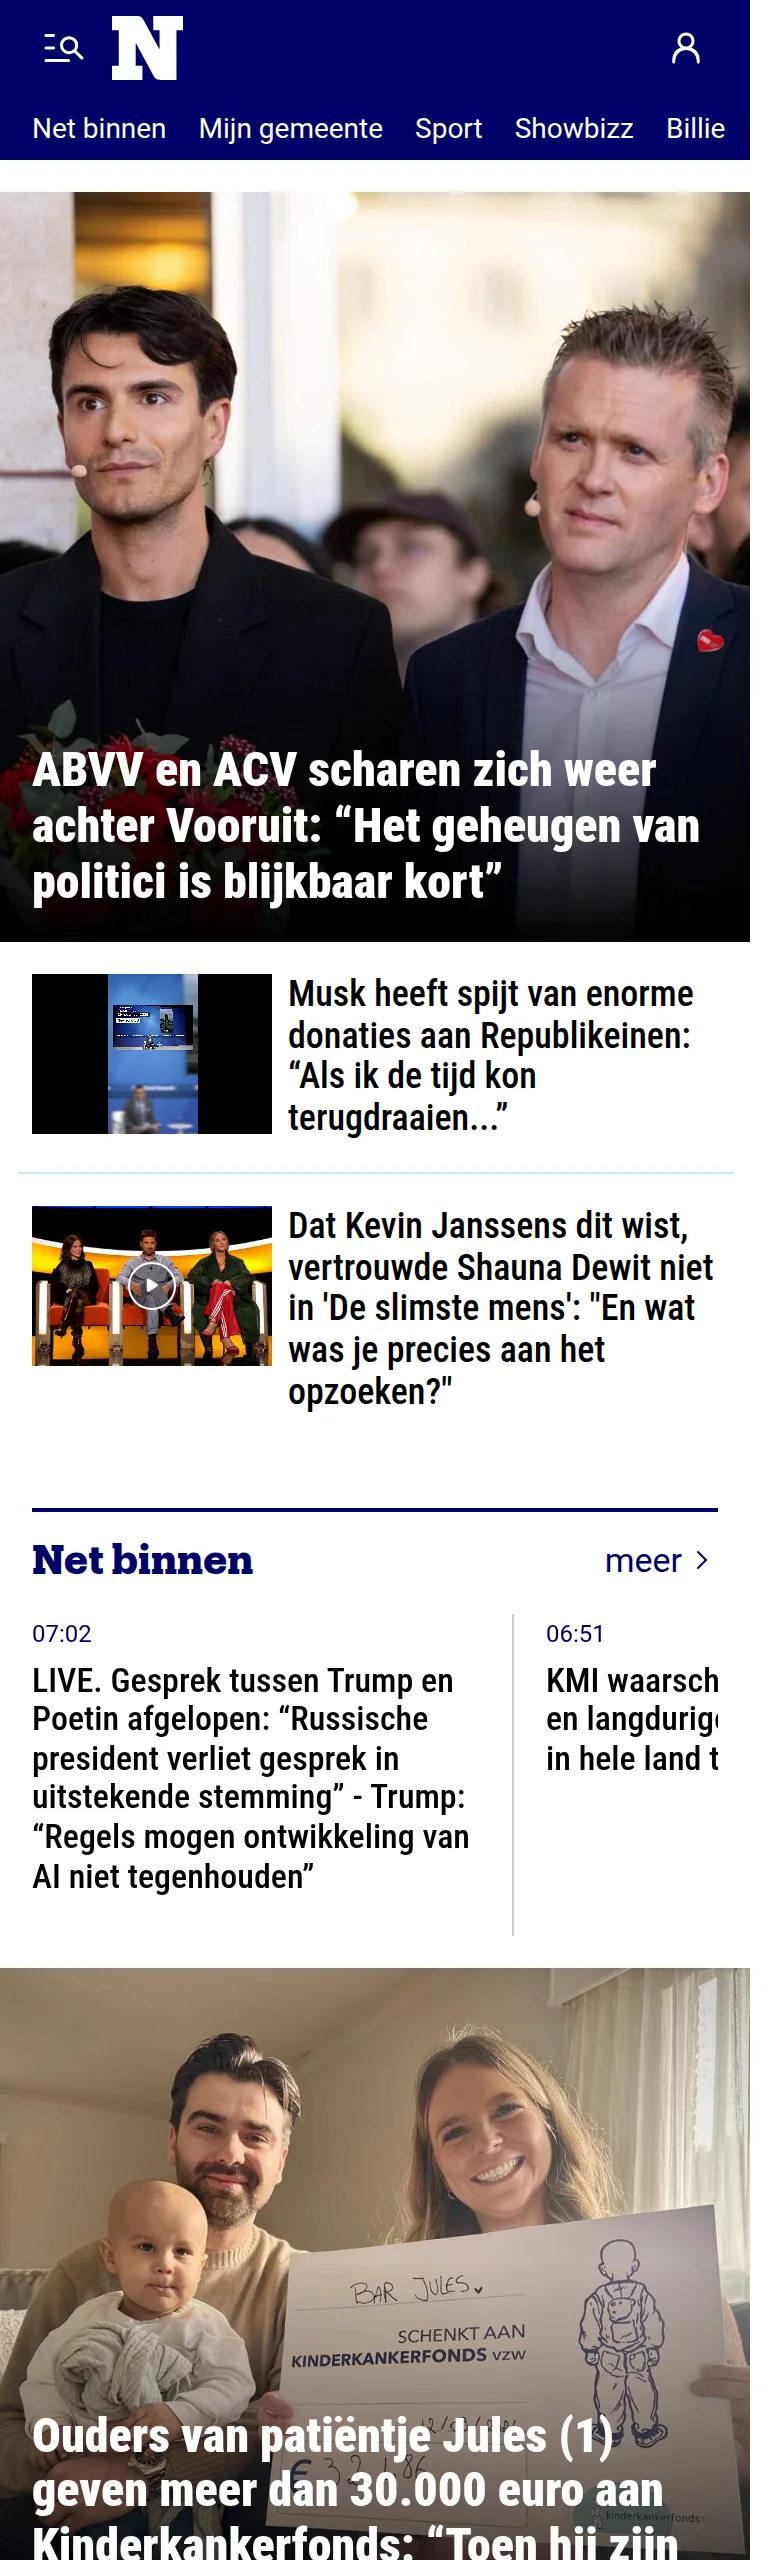 N
Net binnen Mijn gemeente Sport Showbizz Billie
ABVV en ACV scharen zich weer
achter Vooruit: “Het geheugen van
politici is blijkbaar kort”
Musk heeft spijt van enorme
donaties aan Republikeinen:
“Als ik de tijd kon
terugdraaien...”
Dat Kevin Janssens dit wist,
vertrouwde Shauna Dewit niet
in 'De slimste mens': "En wat
was je precies aan het
opzoeken?"
Net binnen meer
07:02
LIVE. Gesprek tussen Trump en
Poetin afgelopen: “Russische
president verliet gesprek in
uitstekende stemming” - Trump:
“Regels mogen ontwikkeling van
AI niet tegenhouden”
06:51
KMI waarsch
en langdurig
in hele land t
BAR JULES
SCHENKT AAN
KINDERKANKERFONDS vzw
kinderkankerfonds
Ouders van patiëntje Jules (1)
geven meer dan 30.000 euro aan
Kinderkankerfonds: “Toen hij zijn